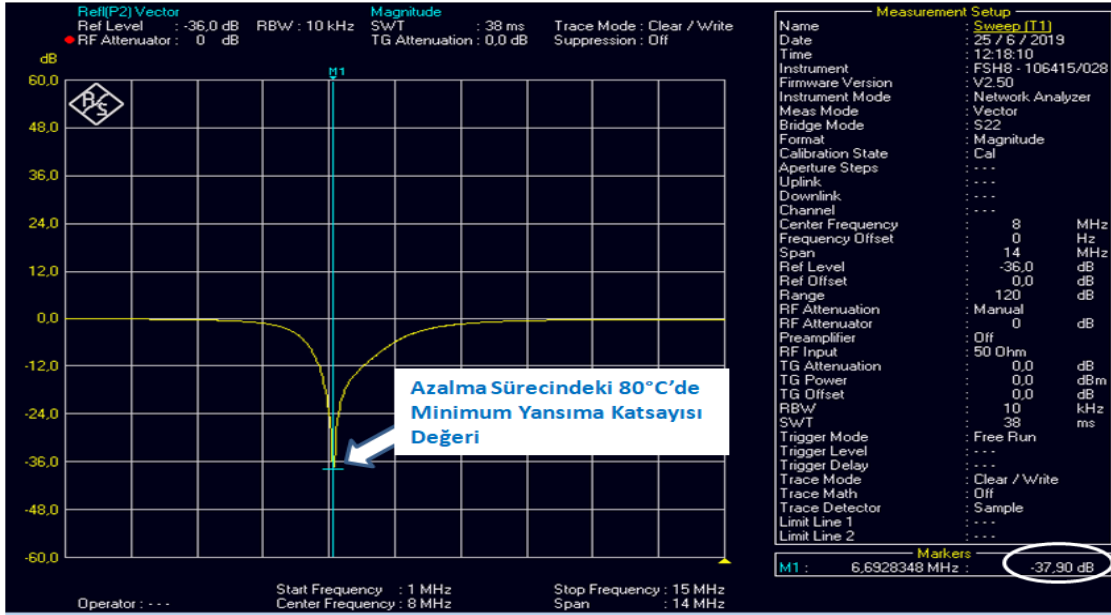 Refl(P2) Vector Magnitude
Ref Level : -36,0 dB RBW : 10 kHz SWT : 38 ms Trace Mode : Clear / Write
RF Attenuator : 0 dB TG Attenuation : 0,0 dB Suppression : Off
dB
M1
60,0
R&S
48,0
36,0
24,0
12,0
0,0
-12,0
-24,0
-36,0
-48,0
-60,0
Azalma Sürecindeki 80°C’de
Minimum Yansıma Katsayısı
Değeri
Start Frequency : 1 MHz Stop Frequency : 15 MHz
Operator : - - - Center Frequency : 8 MHz Span : 14 MHz
Measurement Setup
Name : Sweep (T1)
Date : 25 / 6 / 2019
Time : 12:18:10
Instrument : FSH8 - 106415/028
Firmware Version : V2.50
Instrument Mode : Network Analyzer
Meas Mode : Vector
Bridge Mode : S22
Format : Magnitude
Calibration State : Cal
Aperture Steps : - - -
Uplink : - - -
Downlink : - - -
Channel : - - -
Center Frequency : 8 MHz
Frequency Offset : 0 Hz
Span : 14 MHz
Ref Level : -36,0 dB
Ref Offset : 0,0 dB
Range : 120 dB
RF Attenuation : Manual
RF Attenuator : 0 dB
Preamplifier : Off
RF Input : 50 Ohm
TG Attenuation : 0,0 dB
TG Power : 0,0 dBm
TG Offset : 0,0 dB
RBW : 10 kHz
SWT : 38 ms
Trigger Mode : Free Run
Trigger Level : - - -
Trigger Delay : - - -
Trace Mode : Clear / Write
Trace Math : Off
Trace Detector : Sample
Limit Line 1 : - - -
Limit Line 2 : - - -
Markers
M1 : 6,6928348 MHz : -37,90 dB